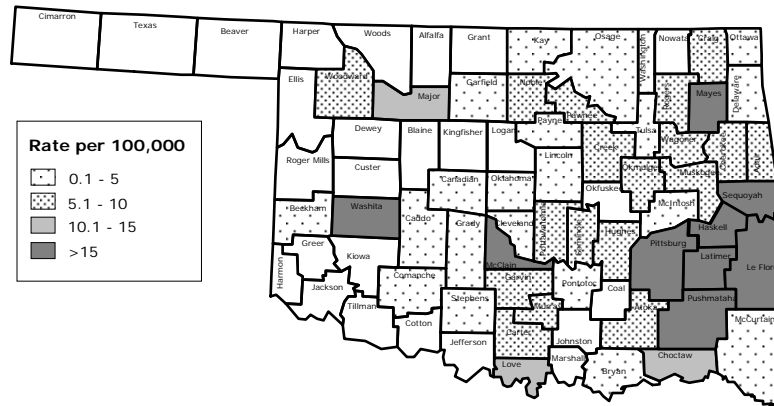 Cimarron
Texas
Beaver
Harper
Woods
Alfalfa
Grant
Kay
Osage
Washington
Nowata
Craig
Ottawa
Ellis
Woodward
Major
Garfield
Noble
Pawnee
Rogers
Mayes
Delaware
Dewey
Blaine
Kingfisher
Logan
Payne
Creek
Tulsa
Wagoner
Cherokee
Adair
Roger Mills
Custer
Canadian
Oklahoma
Lincoln
Okfuskee
Okmulgee
Muskogee
Sequoyah
Beckham
Washita
Caddo
Grady
Cleveland
Pottawatomie
Seminole
Hughes
McIntosh
Haskell
Pittsburg
Latimer
Le Flore
Greer
Kiowa
McClain
Harmon
Jackson
Comanche
Garvin
Pontotoc
Coal
Tillman
Cotton
Stephens
Murray
Atoka
Pushmataha
McCurtain
Jefferson
Carter
Johnston
Love
Marshall
Bryan
Choctaw
Rate per 100,000
0.1 - 5
5.1 - 10
10.1 - 15
>15